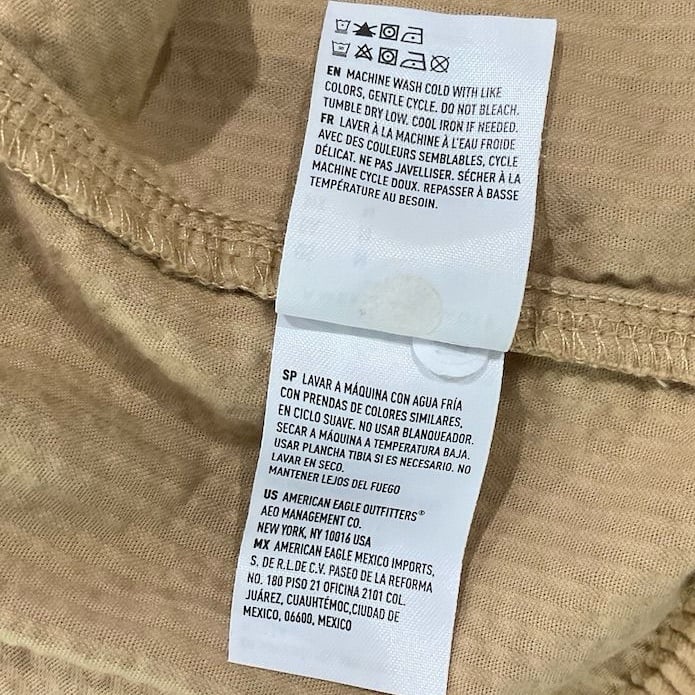 EN MACHINE WASH COLD WITH LIKE
COLORS, GENTLE CYCLE. DO NOT BLEACH.
TUMBLE DRY LOW. COOL IRON IF NEEDED.
FR LAVER À LA MACHINE À L'EAU FROIDE
AVEC DES COULEURS SEMBLABLES, CYCLE
DÉLICAT. NE PAS JAVELLISER. SÉCHER À LA
MACHINE CYCLE DOUX. REPASSER À BASSE
TEMPÉRATURE AU BESOIN.
SP LAVAR A MÁQUINA CON AGUA FRÍA
CON PRENDAS DE COLORES SIMILARES,
EN CICLO SUAVE. NO USAR BLANQUEADOR.
SECAR A MÁQUINA A TEMPERATURA BAJA.
USAR PLANCHA TIBIA SI ES NECESARIO. NO
LAVAR EN SECO.
MANTENER LEJOS DEL FUEGO
US AMERICAN EAGLE OUTFITTERS®
AEO MANAGEMENT CO.
NEW YORK, NY 10016 USA
MX AMERICAN EAGLE MEXICO IMPORTS,
S. DE R.L.DE C.V. PASEO DE LA REFORMA
NO. 180 PISO 21 OFICINA 2101 COL.
JUÁREZ, CUAUHTÉMOC,CIUDAD DE
MEXICO, 06600, MEXICO